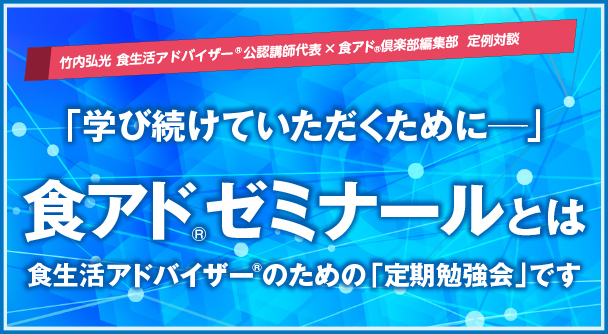 竹内弘光 食生活アドバイザー®公認講師代表 × 食アド®倶楽部編集部 定例対談
「学び続けていただくために―」
食アド®ゼミナールとは
食生活アドバイザー®のための「定期勉強会」です